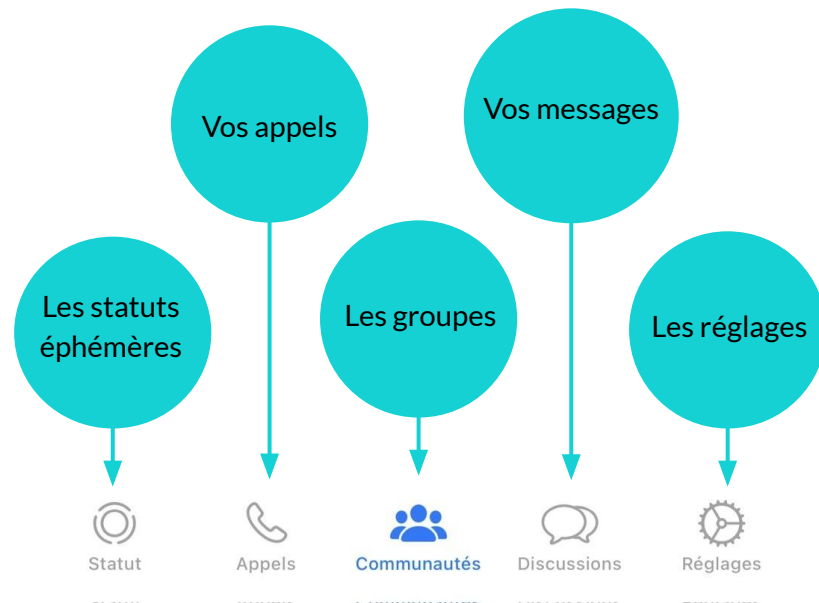 Vos appels
Vos messages
Les statuts
éphémères
Les groupes
Les réglages
Statut
Appels
Communautés
Discussions
Réglages